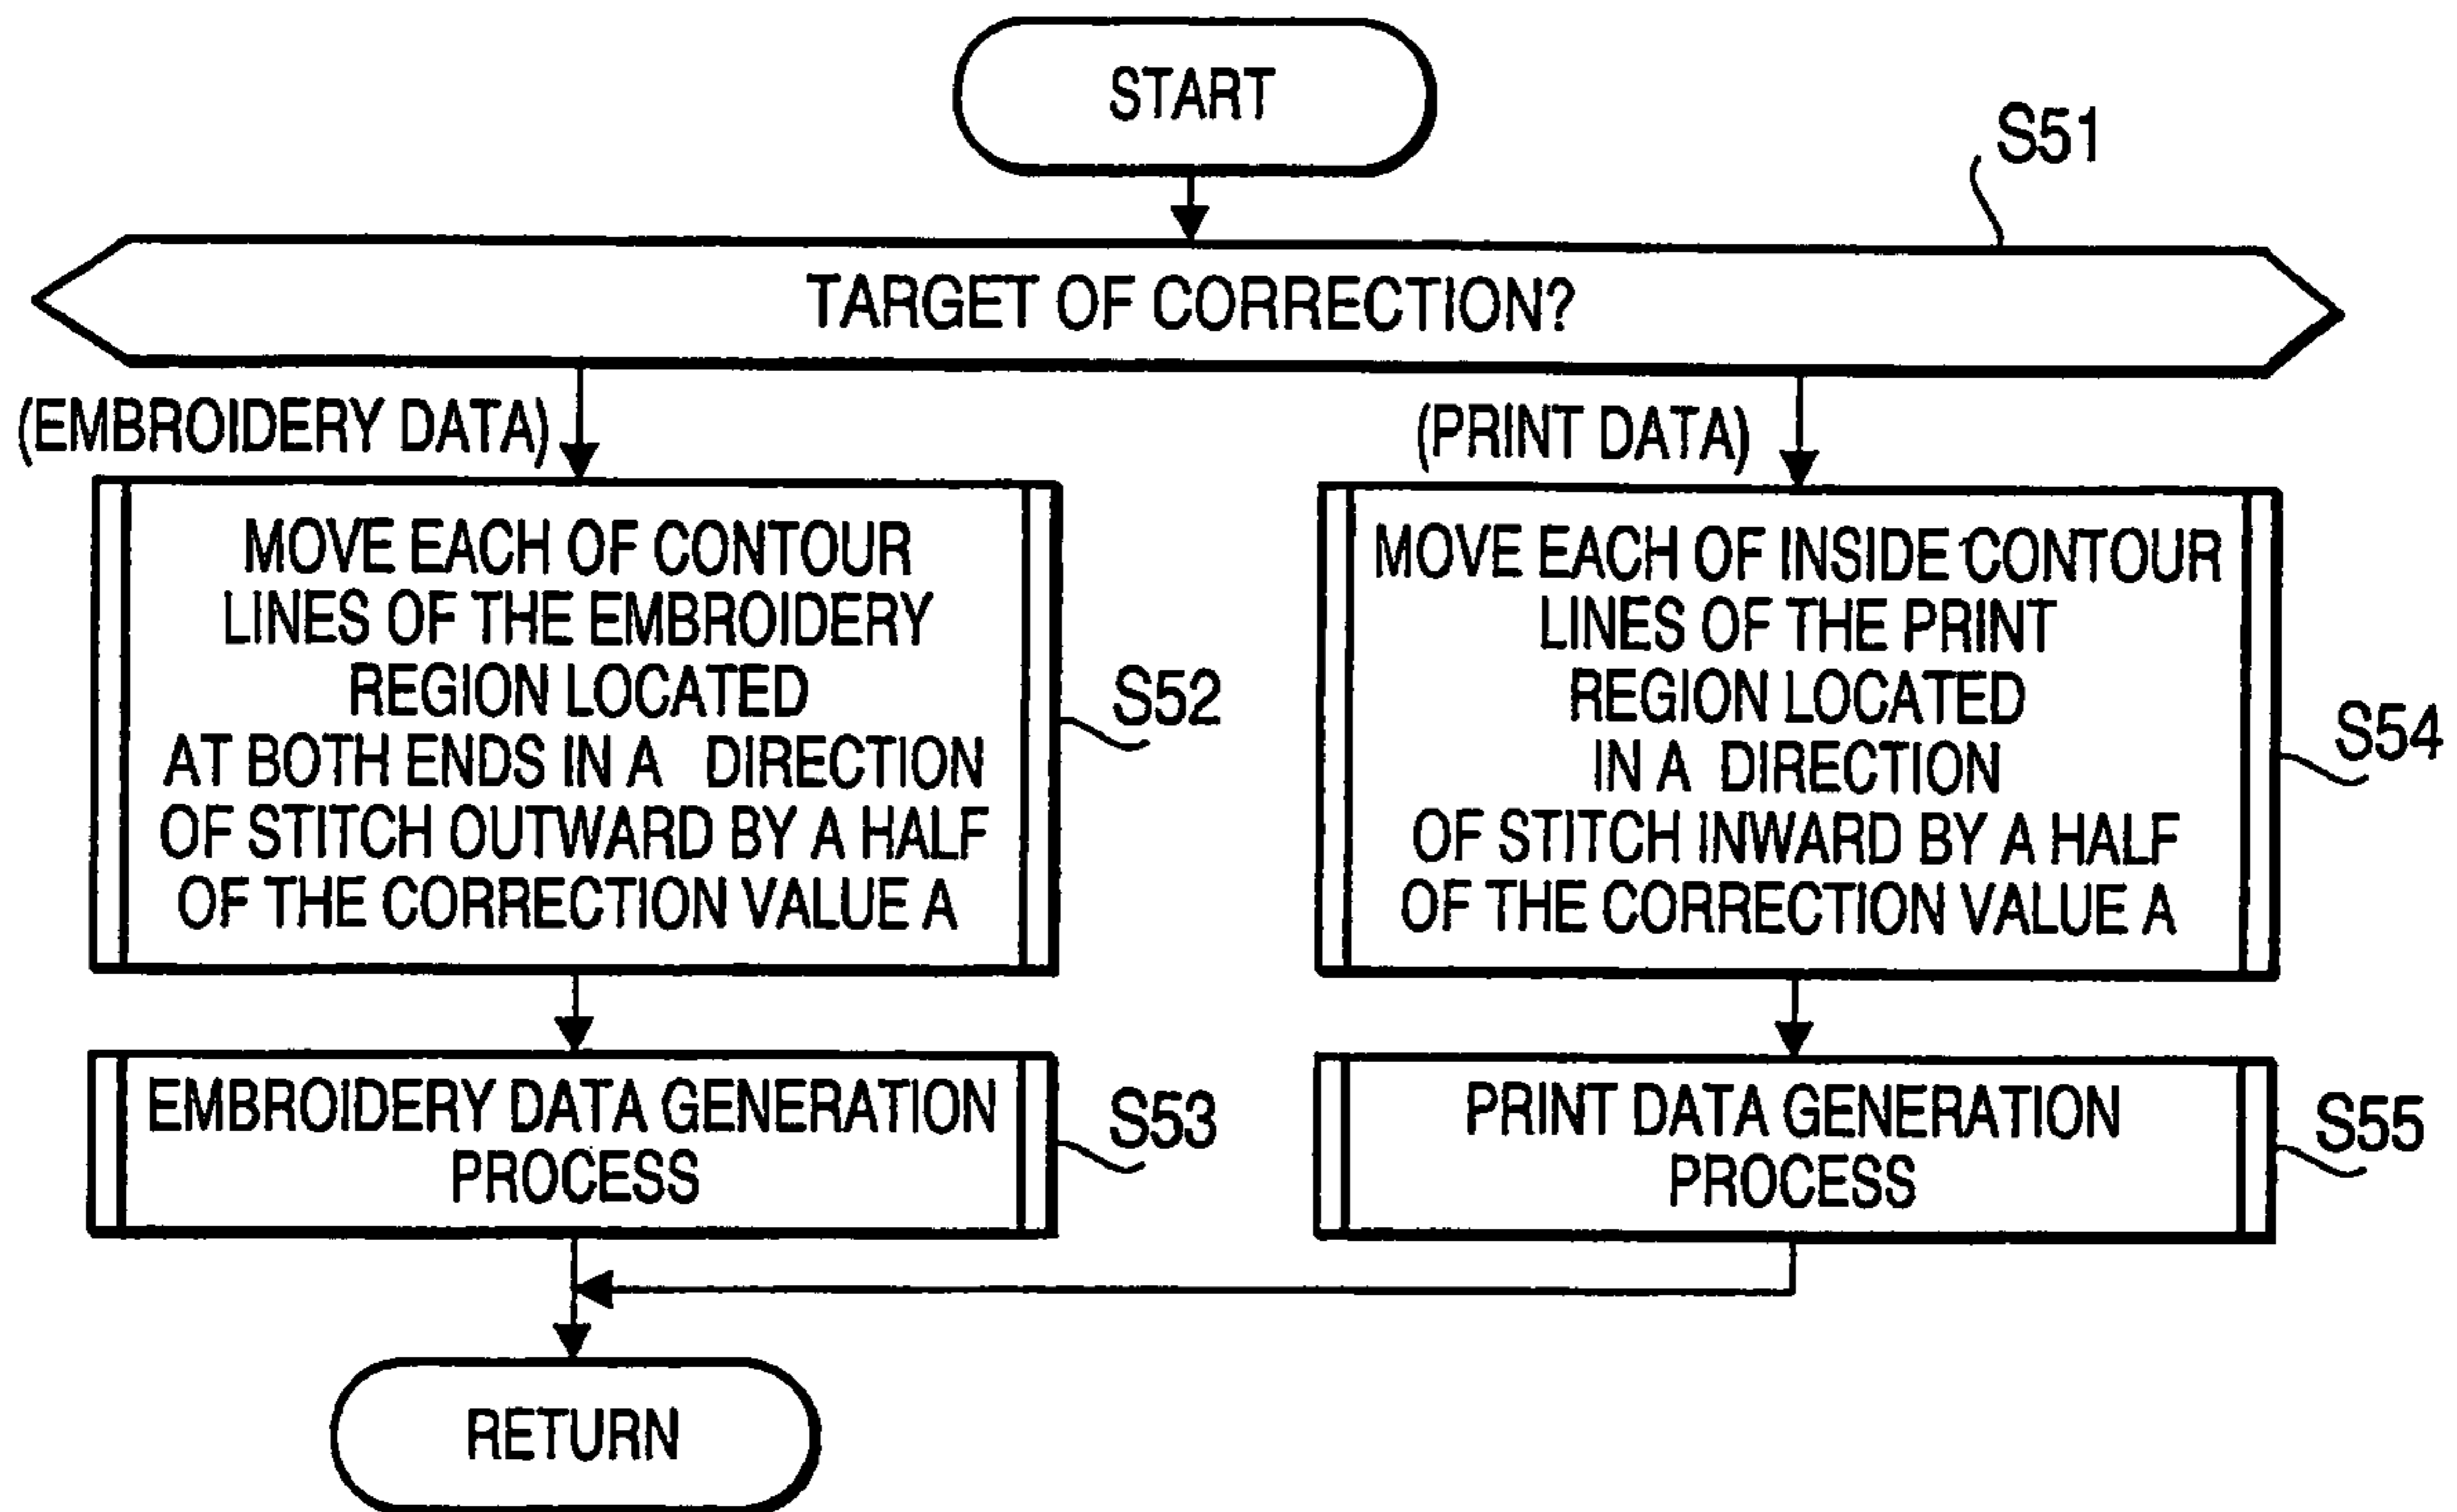 START
S51
TARGET OF CORRECTION?
(EMBROIDERY DATA)
(PRINT DATA)
MOVE EACH OF CONTOUR
LINES OF THE EMBROIDERY
REGION LOCATED
AT BOTH ENDS IN A DIRECTION
OF STITCH OUTWARD BY A HALF
OF THE CORRECTION VALUE A
S52
MOVE EACH OF INSIDE CONTOUR
LINES OF THE PRINT
REGION LOCATED
IN A DIRECTION
OF STITCH INWARD BY A HALF
OF THE CORRECTION VALUE A
S54
EMBROIDERY DATA GENERATION
PROCESS
S53
PRINT DATA GENERATION
PROCESS
S55
RETURN